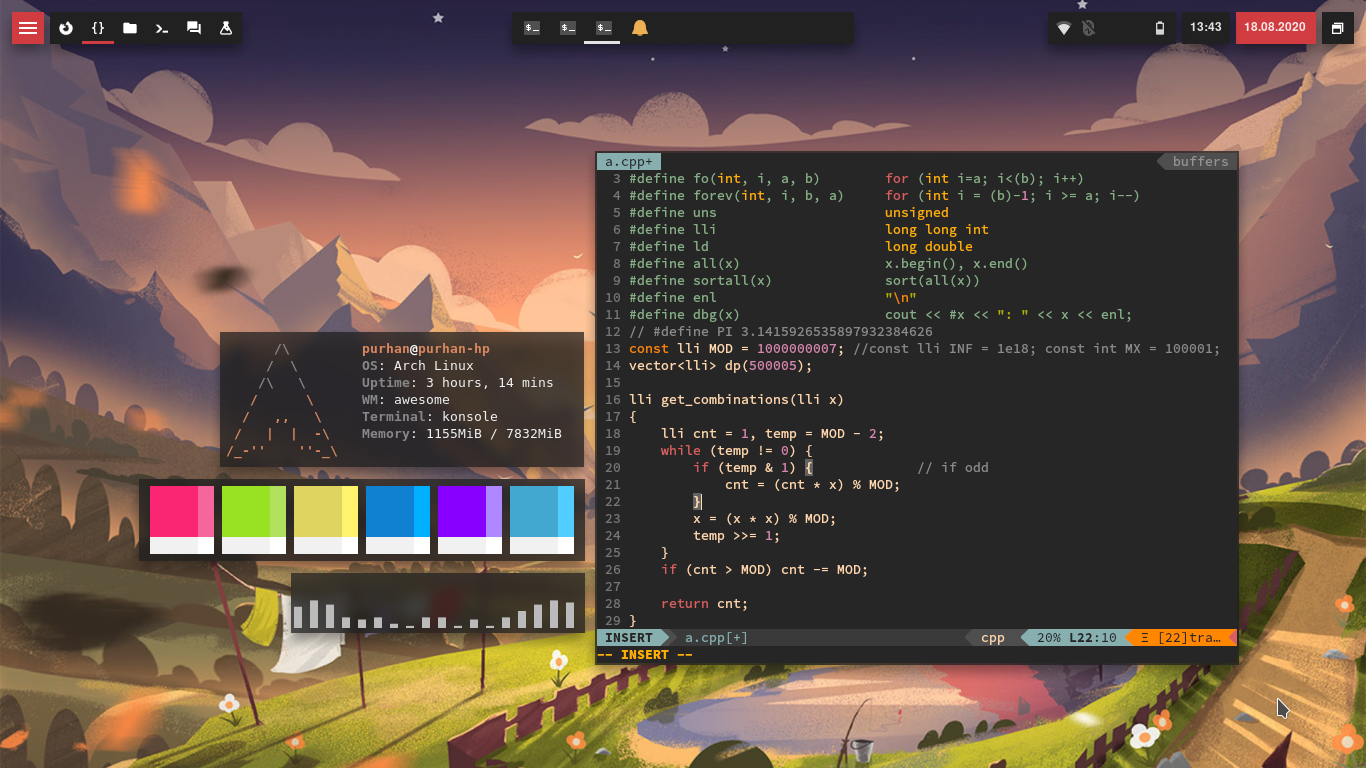 {}
$_
$_
$_
13:43
18.08.2020
a.cpp+ buffers
3 #define fo(int, i, a, b) for (int i=a; i<(b); i++)
4 #define forev(int, i, b, a) for (int i = (b)-1; i >= a; i--)
5 #define uns unsigned
6 #define lli long long int
7 #define ld long double
8 #define all(x) x.begin(), x.end()
9 #define sortall(x) sort(all(x))
10 #define enl "\n"
11 #define dbg(x) cout << #x << ": " << x << enl;
12 // #define PI 3.1415926535897932384626
13 const lli MOD = 1000000007; //const lli INF = 1e18; const int MX = 100001;
14 vector<lli> dp(500005);
15
16 lli get_combinations(lli x)
17 {
18 lli cnt = 1, temp = MOD - 2;
19 while (temp != 0) {
20 if (temp & 1) { // if odd
21 cnt = (cnt * x) % MOD;
22 }
23 x = (x * x) % MOD;
24 temp >>= 1;
25 }
26 if (cnt > MOD) cnt -= MOD;
27
28 return cnt;
29 }
INSERT a.cpp[+] cpp 20% L22:10 Ξ [22]tra…
-- INSERT --
purhan@purhan-hp
OS: Arch Linux
Uptime: 3 hours, 14 mins
WM: awesome
Terminal: konsole
Memory: 1155MiB / 7832MiB